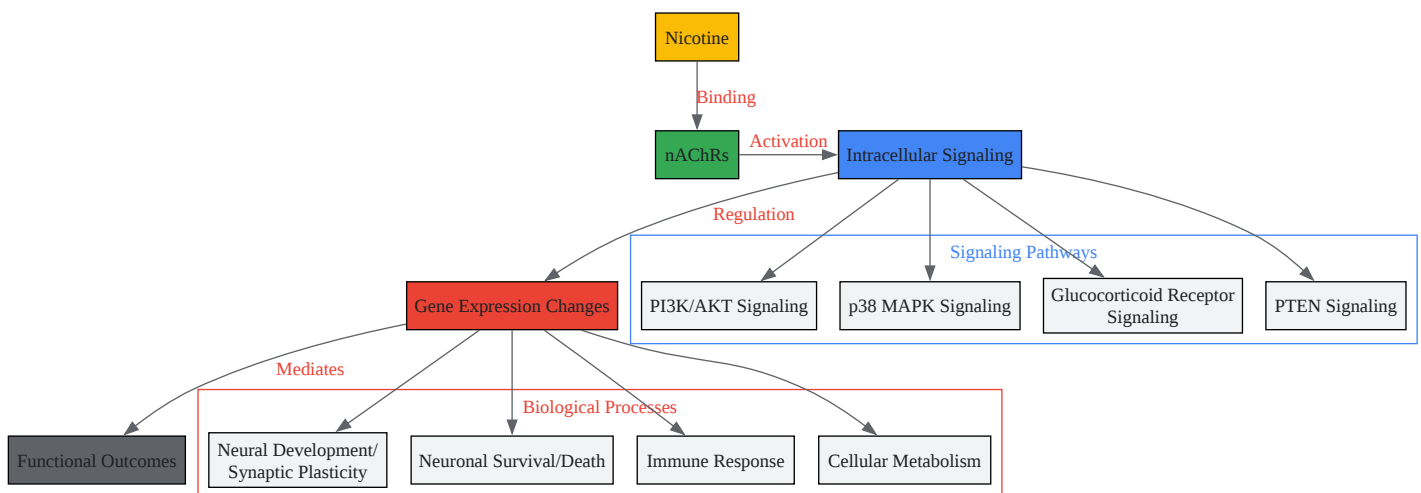 Nicotine
Binding
nAChRs
Activation
Intracellular Signaling
Regulation
Signaling Pathways
Gene Expression Changes
PI3K/AKT Signaling
p38 MAPK Signaling
Glucocorticoid Receptor
Signaling
PTEN Signaling
Mediates
Biological Processes
Functional Outcomes
Neural Development/
Synaptic Plasticity
Neuronal Survival/Death
Immune Response
Cellular Metabolism